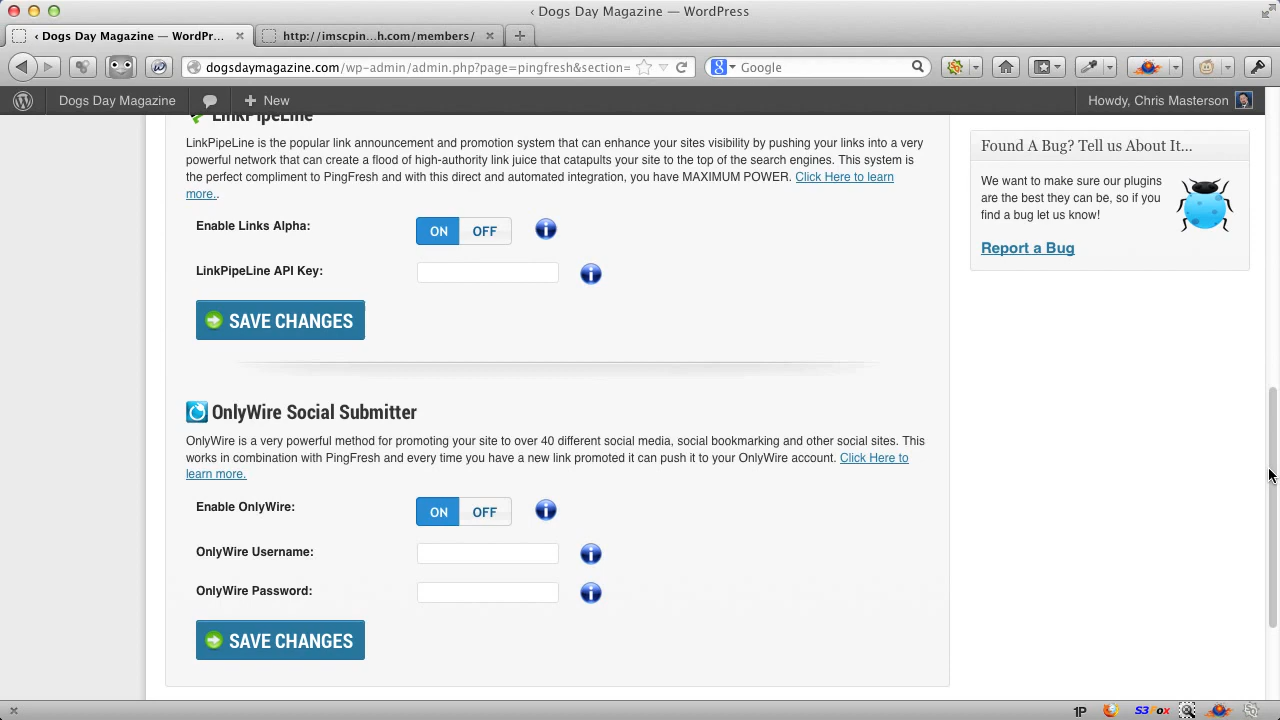 ‹ Dogs Day Magazine — WordPress
‹ Dogs Day Magazine — WordPr...
http://imscpin...h.com/members/
dogsdaymagazine.com/wp-admin/admin.php?page=pingfresh&section=
Google
Dogs Day Magazine
New
Howdy, Chris Masterson
LinkPipeLine
LinkPipeLine is the popular link announcement and promotion system that can enhance your sites visibility by pushing your links into a very
powerful network that can create a flood of high-authority link juice that catapults your site to the top of the search engines. This system is
the perfect compliment to PingFresh and with this direct and automated integration, you have MAXIMUM POWER. Click Here to learn
more..
Enable Links Alpha:
ON OFF
LinkPipeLine API Key:
SAVE CHANGES
OnlyWire Social Submitter
OnlyWire is a very powerful method for promoting your site to over 40 different social media, social bookmarking and other social sites. This
works in combination with PingFresh and every time you have a new link promoted it can push it to your OnlyWire account. Click Here to
learn more.
Enable OnlyWire:
ON OFF
OnlyWire Username:
OnlyWire Password:
SAVE CHANGES
Found A Bug? Tell us About It...
We want to make sure our plugins
are the best they can be, so if you
find a bug let us know!
Report a Bug
1P
S3Fox